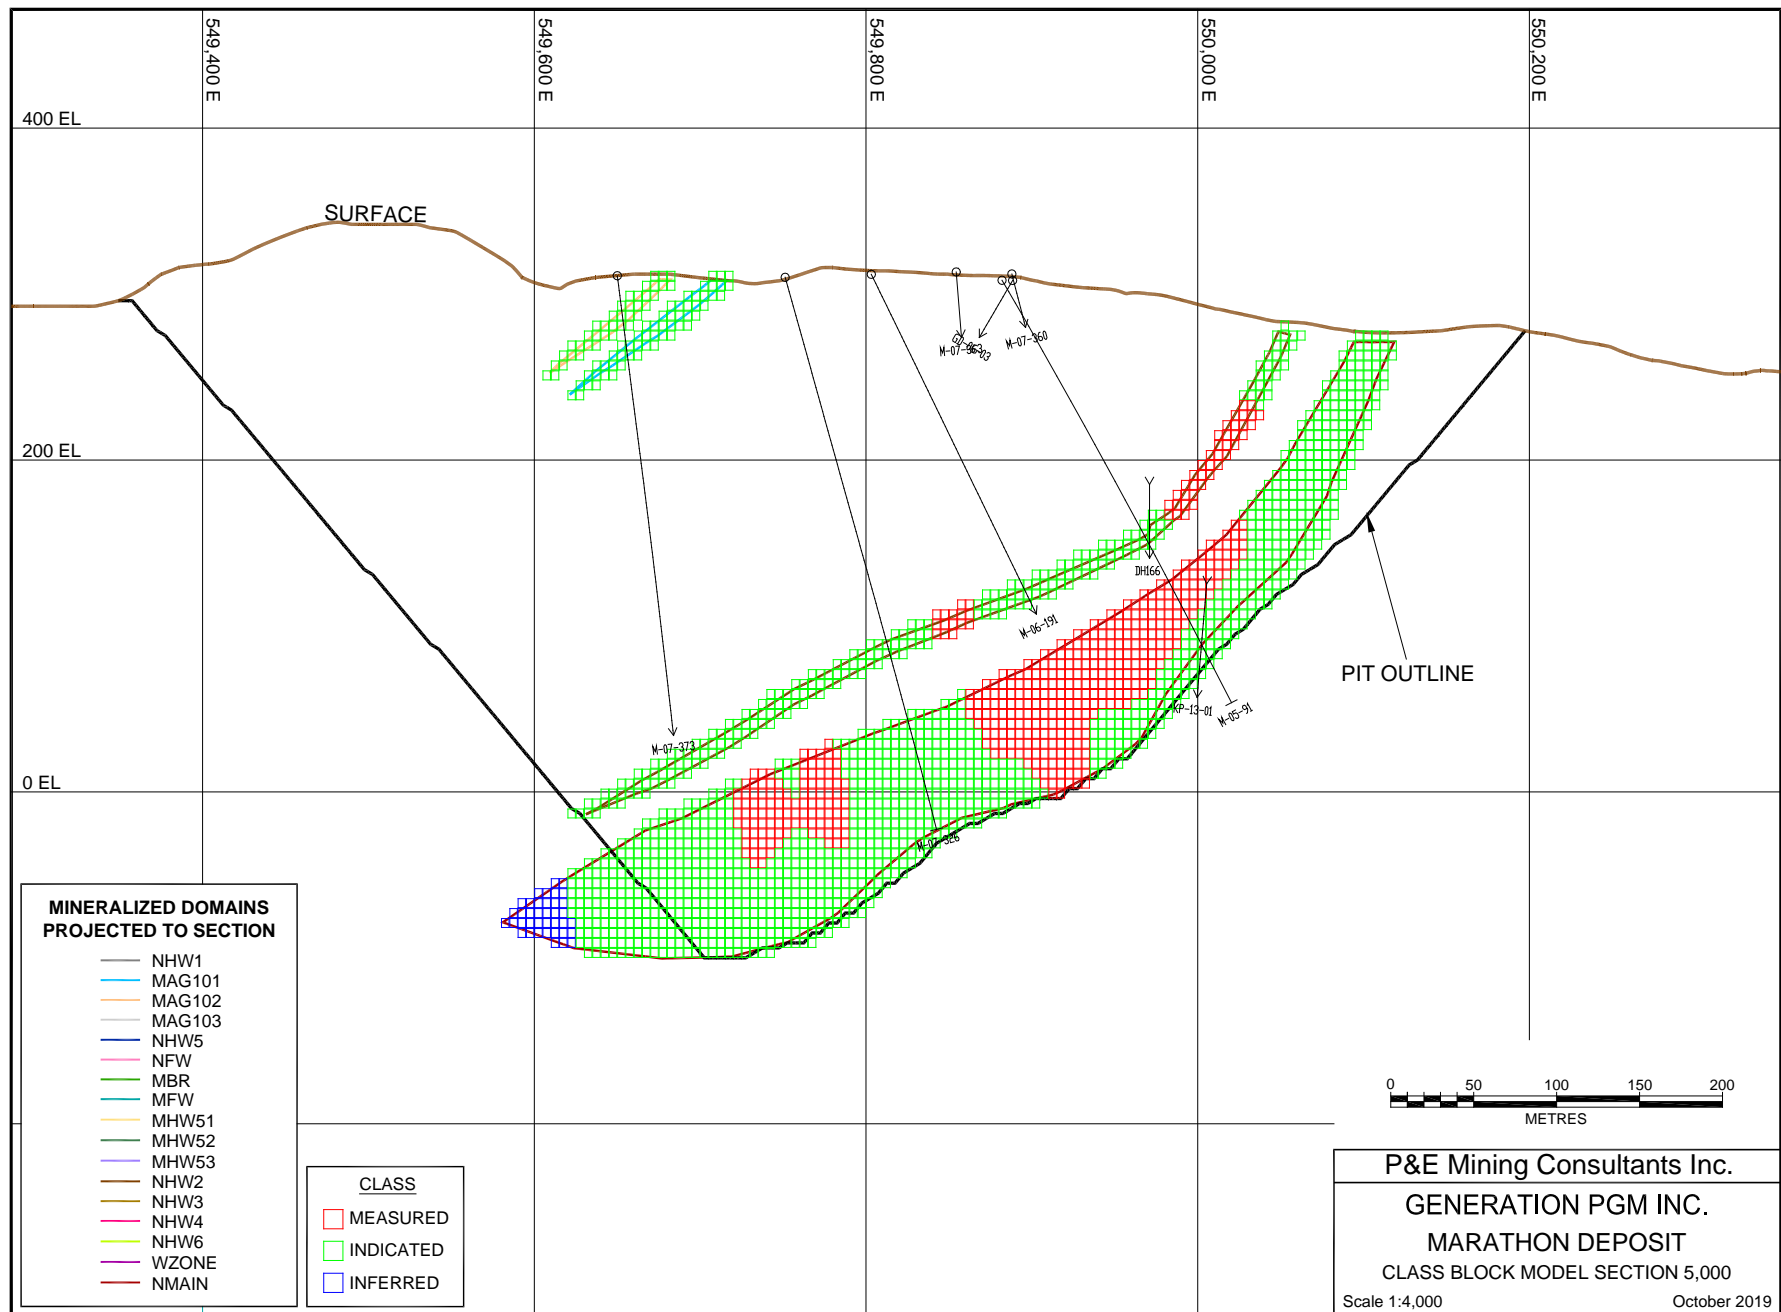 549,400 E
549,600 E
549,800 E
550,000 E
550,200 E
400 EL
SURFACE
M-07-360
200 EL
DH166
M-06-191
PIT OUTLINE
KP-13-01
M-05-91
M-07-373
0 EL
M-07-326
MINERALIZED DOMAINS
PROJECTED TO SECTION
NHW1
MAG101
MAG102
MAG103
NHW5
NFW
MBR
MFW
MHW51
MHW52
MHW53
NHW2
NHW3
NHW4
NHW6
WZONE
NMAIN
CLASS
MEASURED
INDICATED
INFERRED
0 50 100 150 200
METRES
P&E Mining Consultants Inc.
GENERATION PGM INC.
MARATHON DEPOSIT
CLASS BLOCK MODEL SECTION 5,000
Scale 1:4,000 October 2019